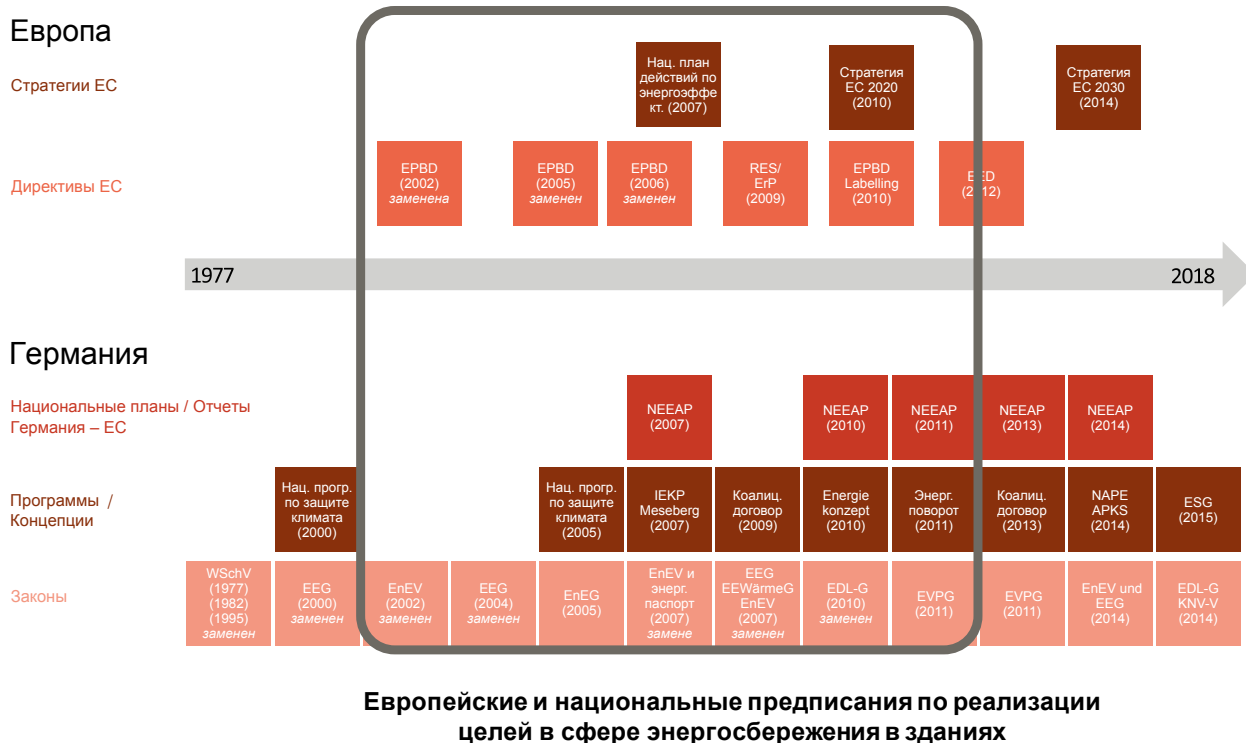 Европа
Стратегии ЕС
Нац. план
действий по
энергоэффе
кт. (2007)
Стратегия
ЕС 2020
(2010)
Стратегия
ЕС 2030
(2014)
Директивы ЕС
EPBD
(2002)
заменена
EPBD
(2005)
заменен
EPBD
(2006)
заменен
RES/
ErP
(2009)
EPBD
Labelling
(2010)
EED
(2012)
1977
2018
Германия
Национальные планы / Отчеты
Германия – ЕС
NEEAP
(2007)
NEEAP
(2010)
NEEAP
(2011)
NEEAP
(2013)
NEEAP
(2014)
Программы /
Концепции
Нац. прогр.
по защите
климата
(2000)
Нац. прогр.
по защите
климата
(2005)
IEKP
Meseberg
(2007)
Коалиц.
договор
(2009)
Energie
konzept
(2010)
Энерг.
поворот
(2011)
Коалиц.
договор
(2013)
NAPE
APKS
(2014)
ESG
(2015)
Законы
WSchV
(1977)
(1982)
(1995)
заменен
EEG
(2000)
заменен
EnEV
(2002)
заменен
EEG
(2004)
заменен
EnEG
(2005)
EnEV и
энерг.
паспорт
(2007)
замене
EEG
EEWärmeG
EnEV
(2007)
заменен
EDL-G
(2010)
заменен
EVPG
(2011)
EVPG
(2011)
EnEV und
EEG
(2014)
EDL-G
KNV-V
(2014)
Европейские и национальные предписания по реализации
целей в сфере энергосбережения в зданиях